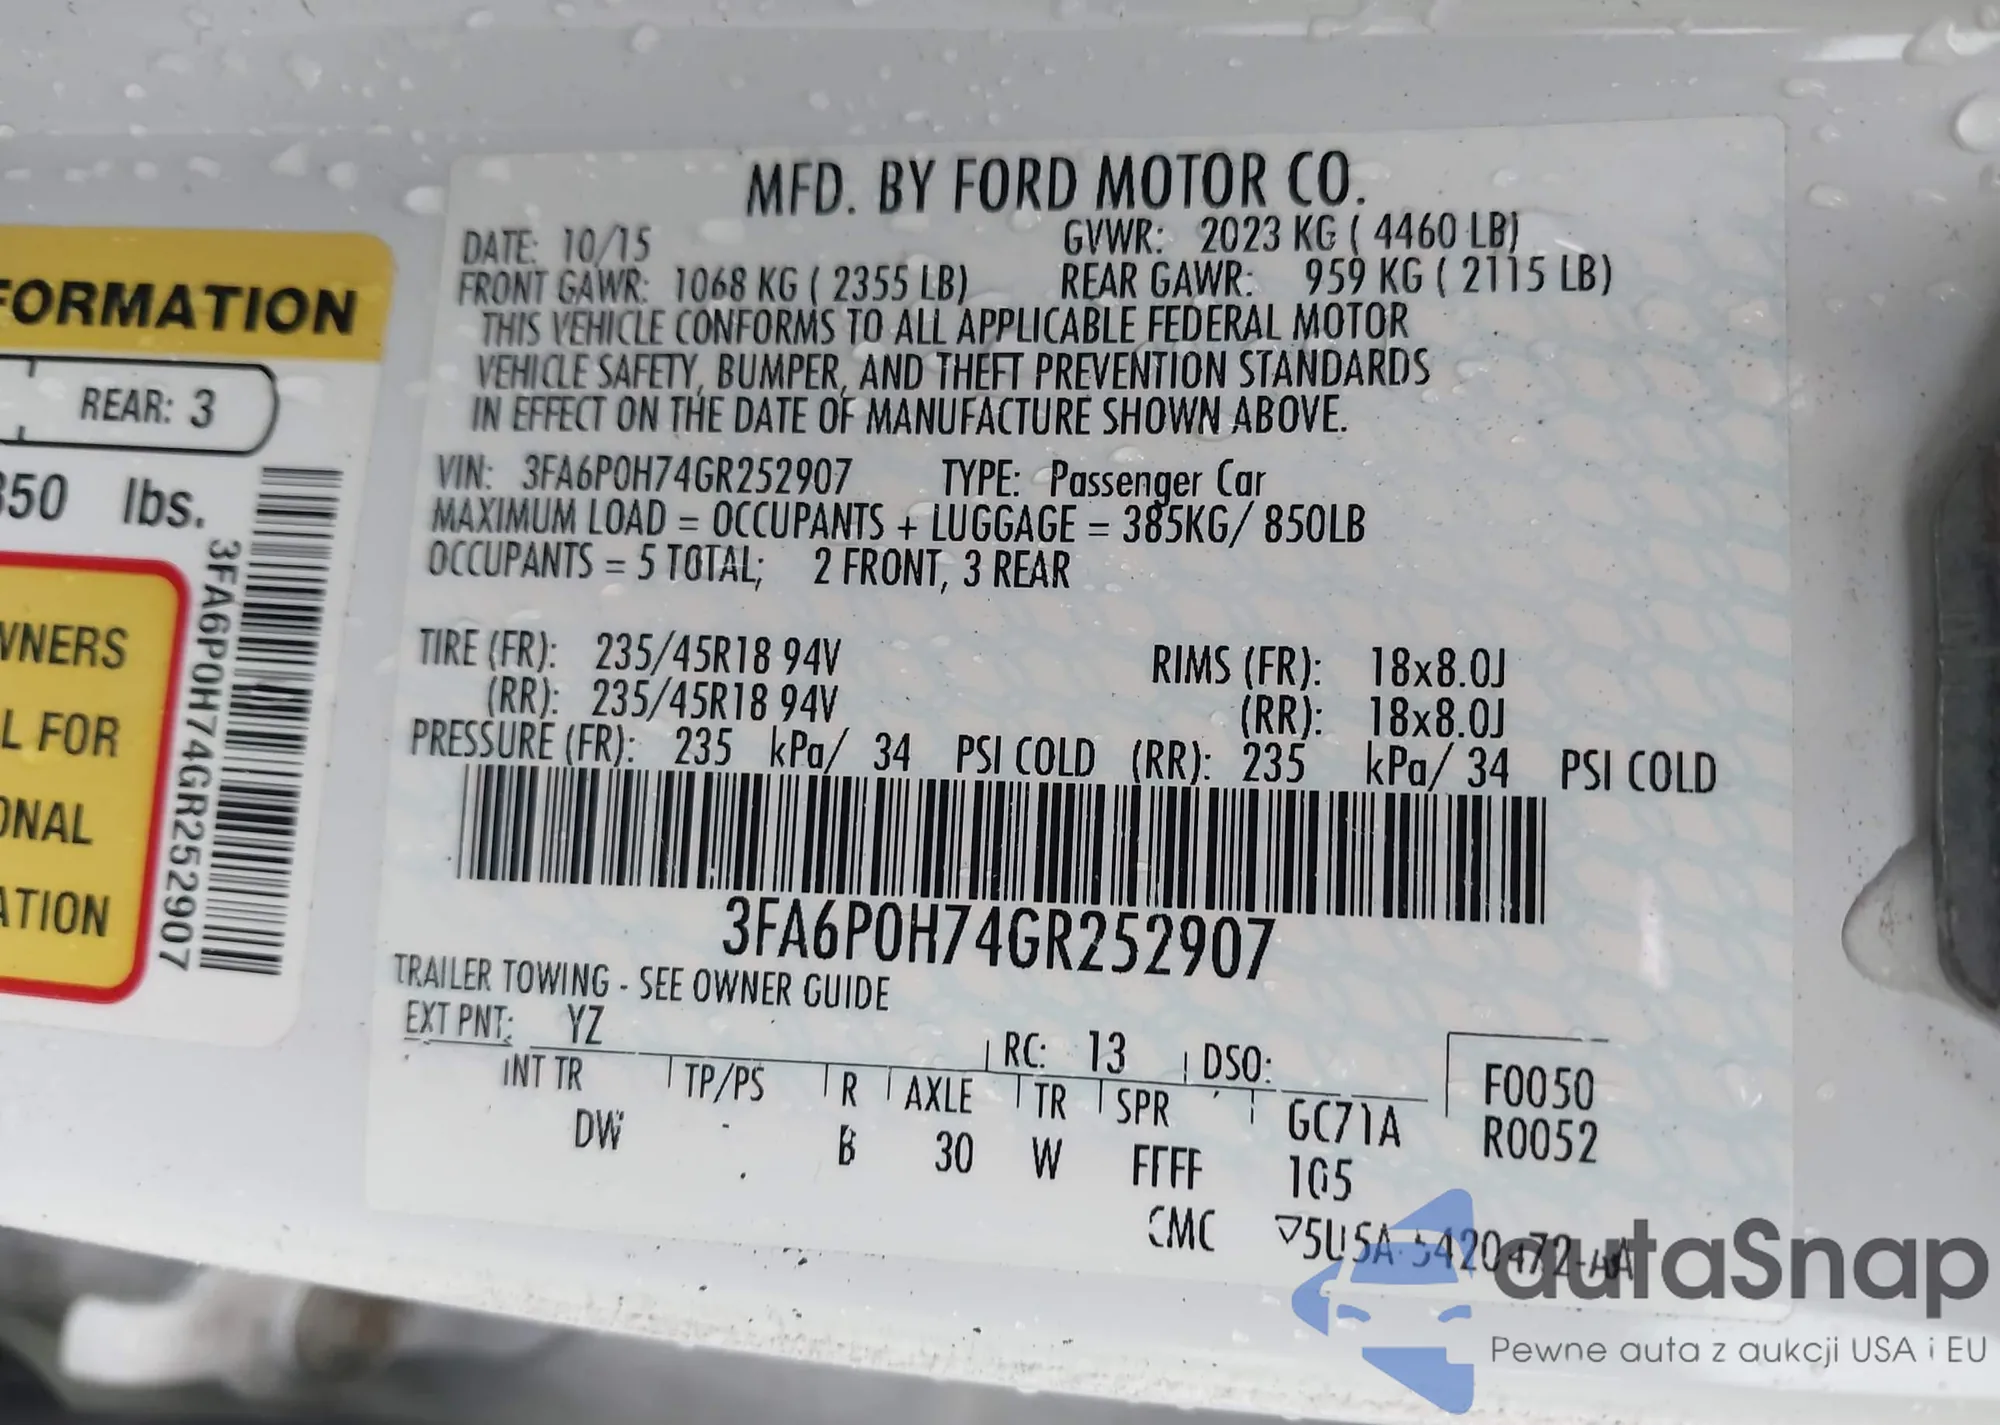 FORMATION
REAR: 3
850 lbs.
WNERS
L FOR
ONAL
ATION
3FA6P0H74GR252907
MFD. BY FORD MOTOR CO.
DATE: 10/15 GVWR: 2023 KG ( 4460 LB)
FRONT GAWR: 1068 KG ( 2355 LB) REAR GAWR: 959 KG ( 2115 LB)
THIS VEHICLE CONFORMS TO ALL APPLICABLE FEDERAL MOTOR
VEHICLE SAFETY, BUMPER, AND THEFT PREVENTION STANDARDS
IN EFFECT ON THE DATE OF MANUFACTURE SHOWN ABOVE.
VIN: 3FA6P0H74GR252907 TYPE: Passenger Car
MAXIMUM LOAD = OCCUPANTS + LUGGAGE = 385KG/ 850LB
OCCUPANTS = 5 TOTAL; 2 FRONT, 3 REAR
TIRE (FR): 235/45R18 94V RIMS (FR): 18x8.0J
(RR): 235/45R18 94V (RR): 18x8.0J
PRESSURE (FR): 235 kPa/ 34 PSI COLD (RR): 235 kPa/ 34 PSI COLD
3FA6P0H74GR252907
TRAILER TOWING - SEE OWNER GUIDE
EXT PNT: YZ RC: 13 DSO: F0050
INT TR TP/PS R AXLE TR SPR GC71A R0052
DW B 30 W FFFF 105
CMC
autaSnap
Pewne auta z aukcji USA i EU